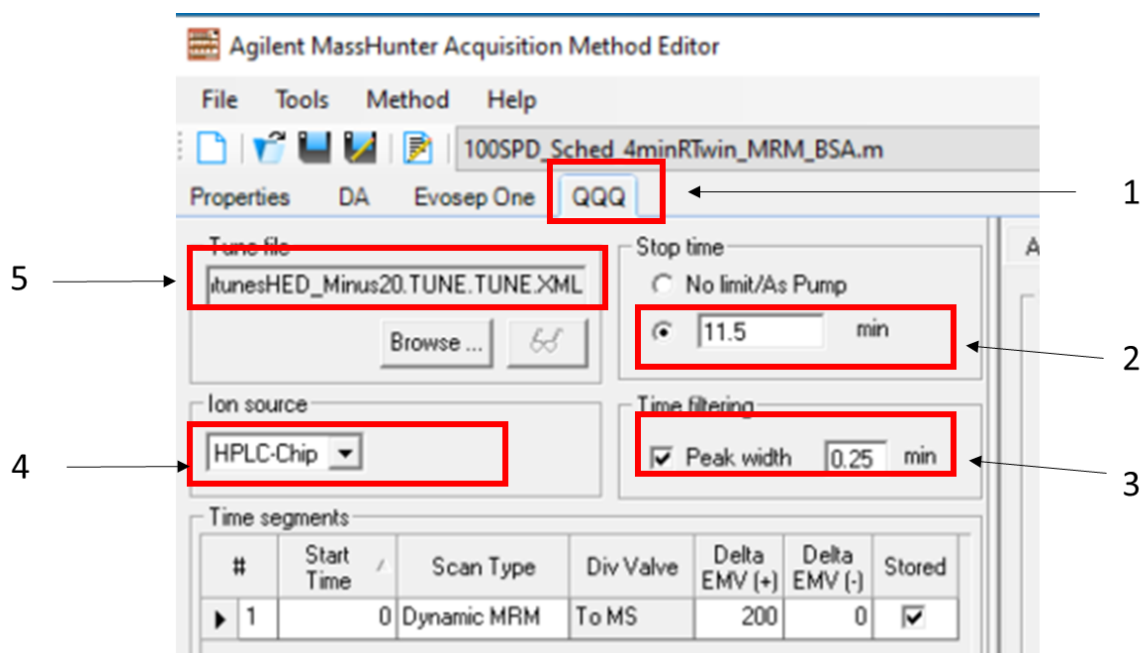 Agilent MassHunter Acquisition Method Editor
File Tools Method Help
100SPD_Sched_4minRTwin_MRM_BSA.m
Properties DA Evosep One QQQ
1
Tune file
tunesHED_Minus20.TUNE.TUNE.XML
Browse ...
5
Stop time
No limit/As Pump
11.5 min
2
Ion source
HPLC-Chip
4
Time filtering
Peak width 0.25 min
3
Time segments
# Start Time / Scan Type Div Valve Delta EMV (+) Delta EMV (-) Stored
1 0 Dynamic MRM To MS 200 0